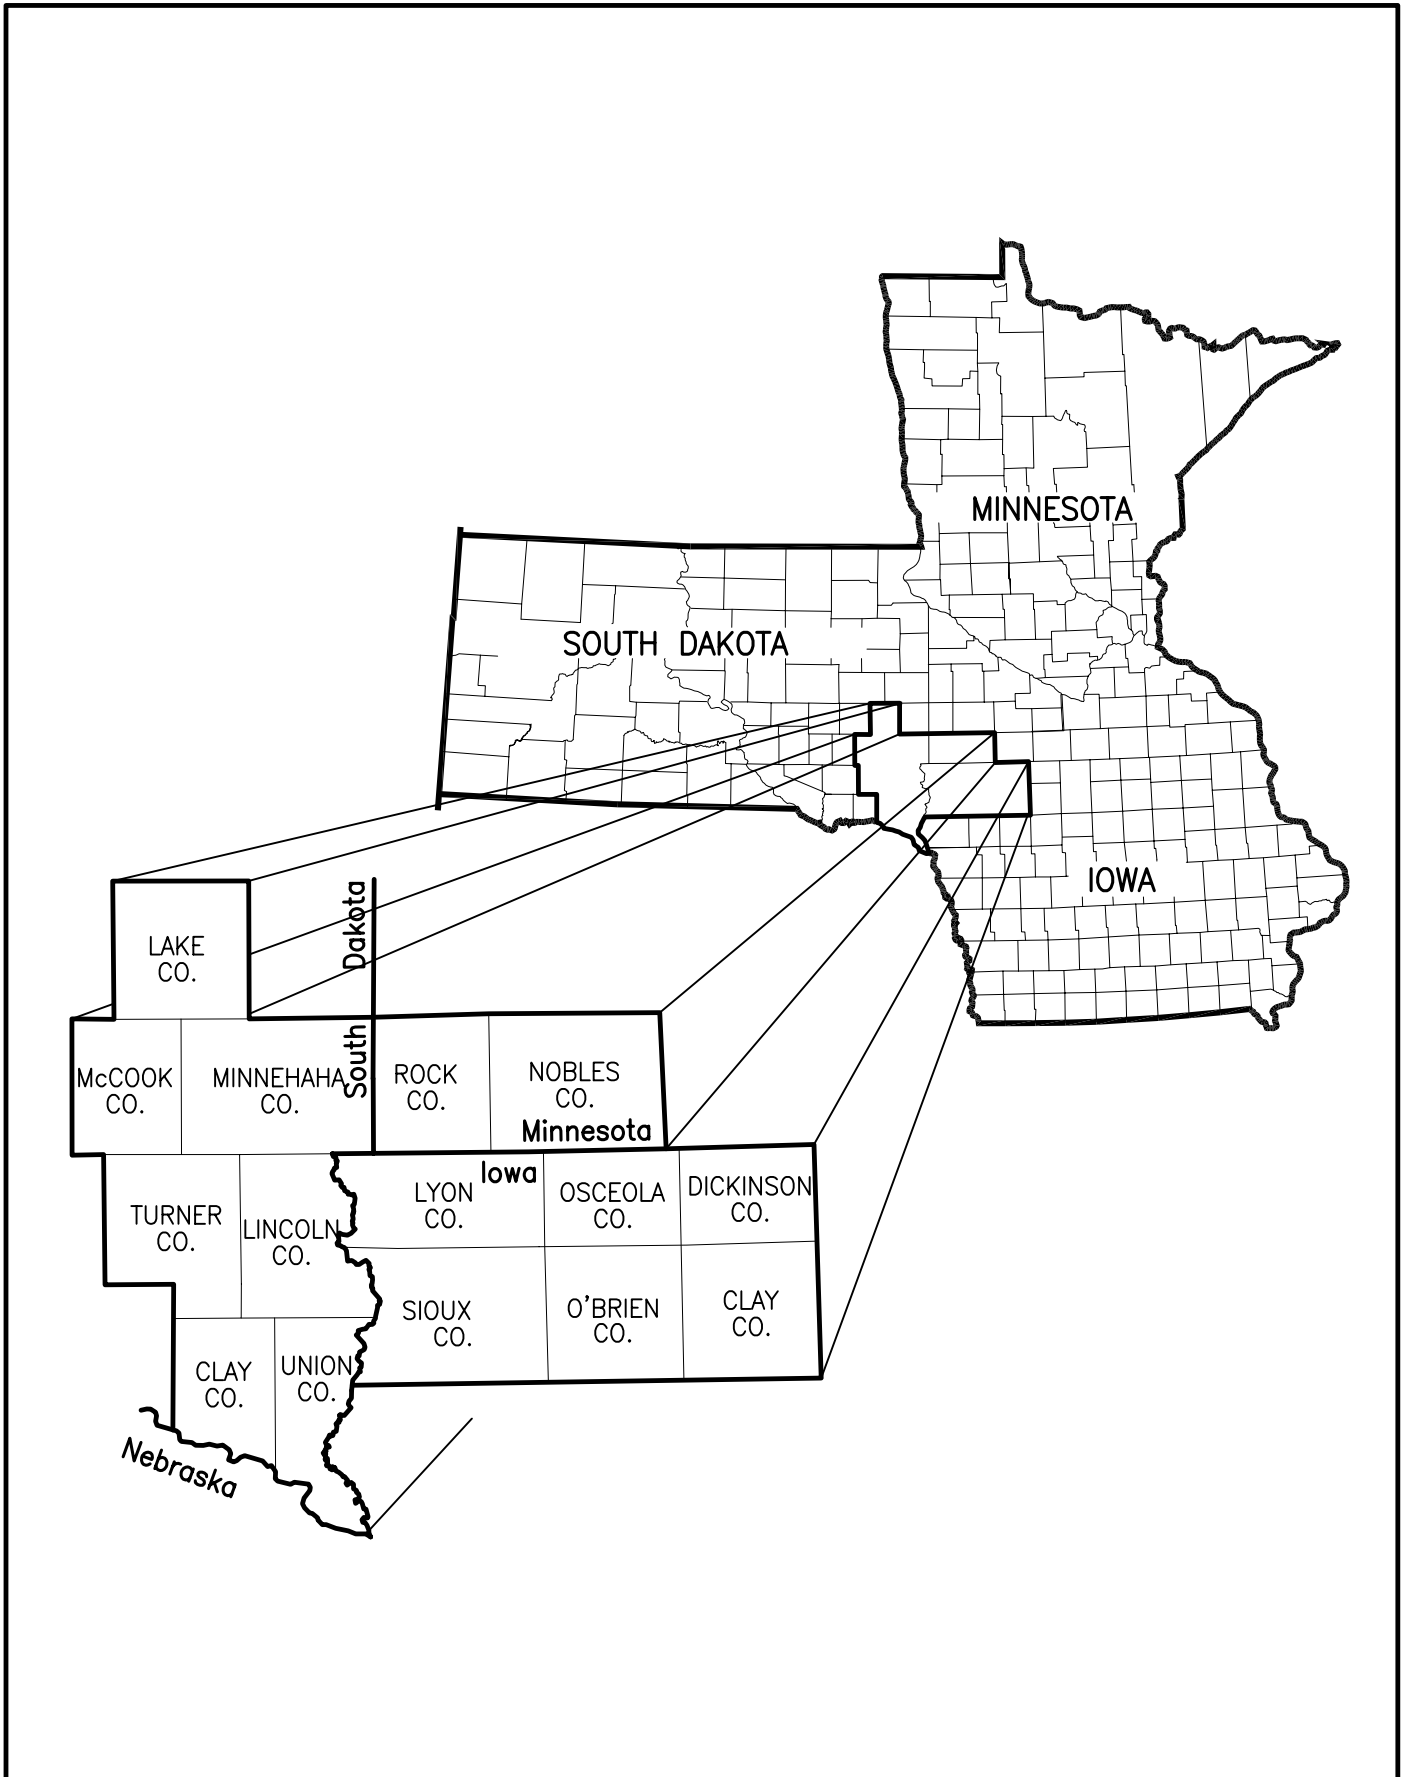 MINNESOTA
SOUTH DAKOTA
IOWA
South Dakota
LAKE
CO.
McCOOK
CO.
MINNEHAHA
CO.
ROCK
CO.
NOBLES
CO.
Minnesota
Iowa
LYON
CO.
OSCEOLA
CO.
DICKINSON
CO.
TURNER
CO.
LINCOLN
CO.
SIOUX
CO.
O'BRIEN
CO.
CLAY
CO.
CLAY
CO.
UNION
CO.
Nebraska